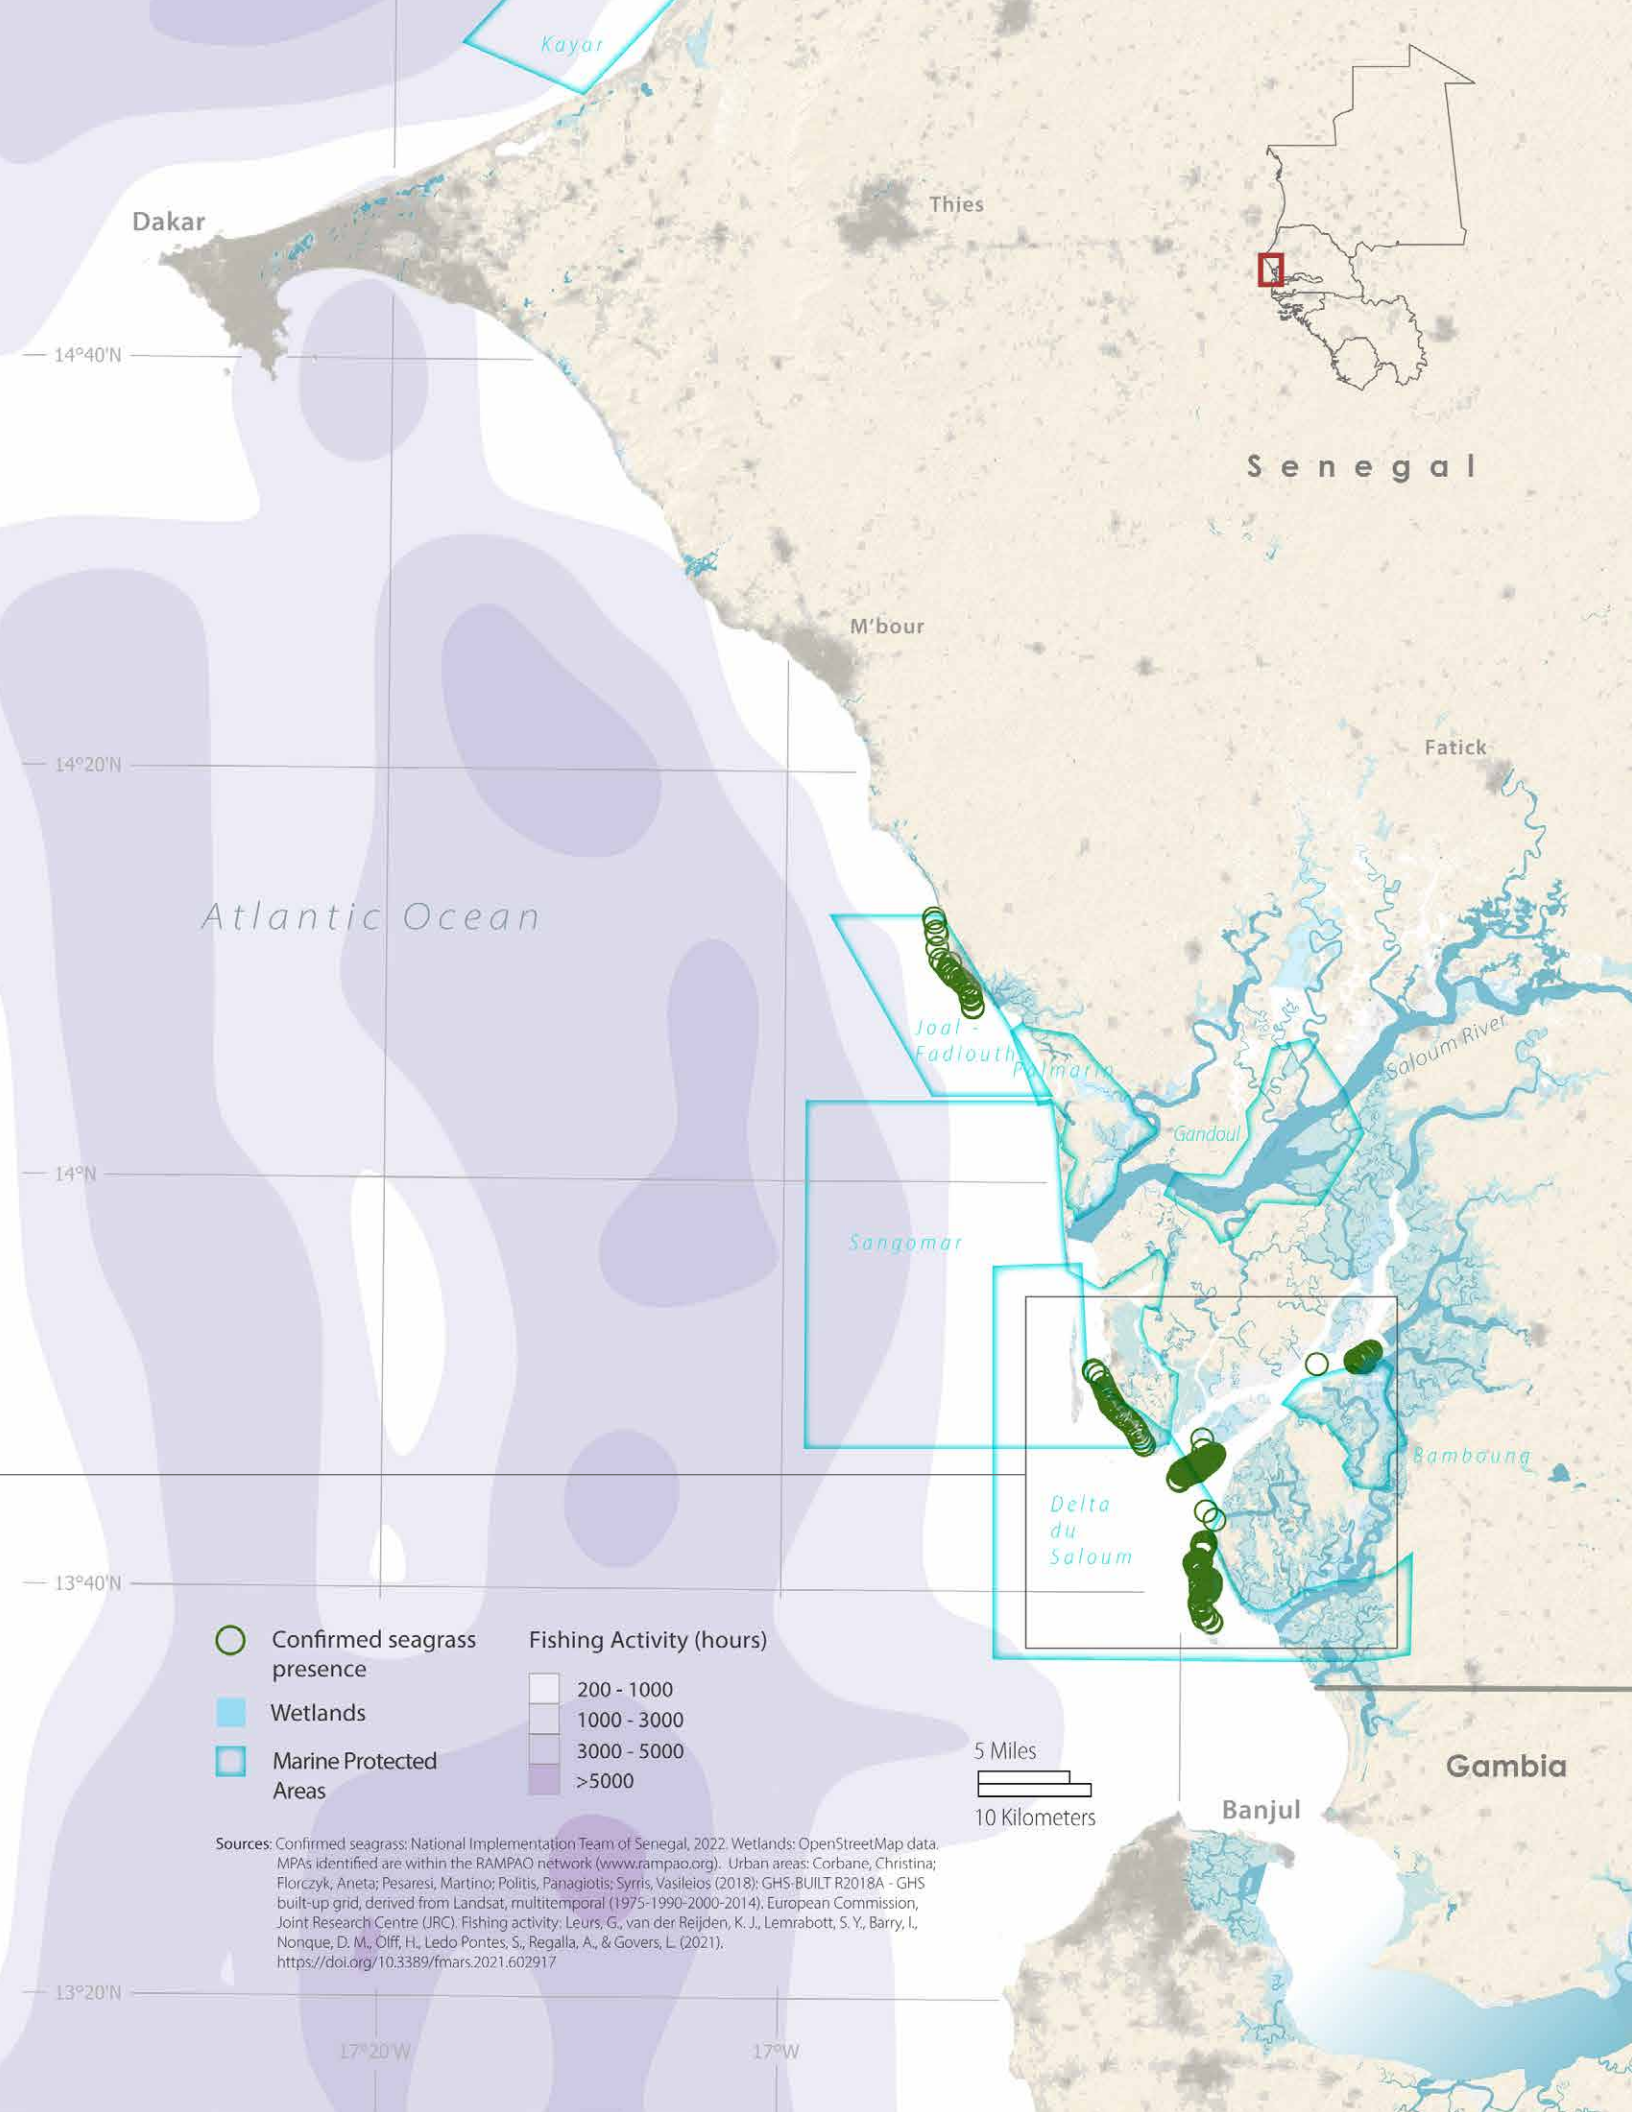 Kayar
Dakar
Thies
14°40'N
S e n e g a l
M'bour
Fatick
14°20'N
Atlantic Ocean
Joal -
Fadiouth
Palmarin
Saloum River
Gandoul
14°N
Sangomar
Bamboung
Delta
du
Saloum
13°40'N
Confirmed seagrass
presence
Wetlands
Marine Protected
Areas
Fishing Activity (hours)
200 - 1000
1000 - 3000
3000 - 5000
>5000
5 Miles
10 Kilometers
Gambia
Banjul
Sources: Confirmed seagrass: National Implementation Team of Senegal, 2022. Wetlands: OpenStreetMap data.
MPAs identified are within the RAMPAO network (www.rampao.org). Urban areas: Corbane, Christina;
Florczyk, Aneta; Pesaresi, Martino; Politis, Panagiotis; Syrris, Vasileios (2018): GHS-BUILT R2018A - GHS
built-up grid, derived from Landsat, multitemporal (1975-1990-2000-2014). European Commission,
Joint Research Centre (JRC). Fishing activity: Leurs, G., van der Reijden, K. J., Lemrabott, S. Y., Barry, I.,
Nonque, D. M., Olff, H., Ledo Pontes, S., Regalla, A., & Govers, L. (2021).
https://doi.org/10.3389/fmars.2021.602917
13°20'N
17°20'W
17°W